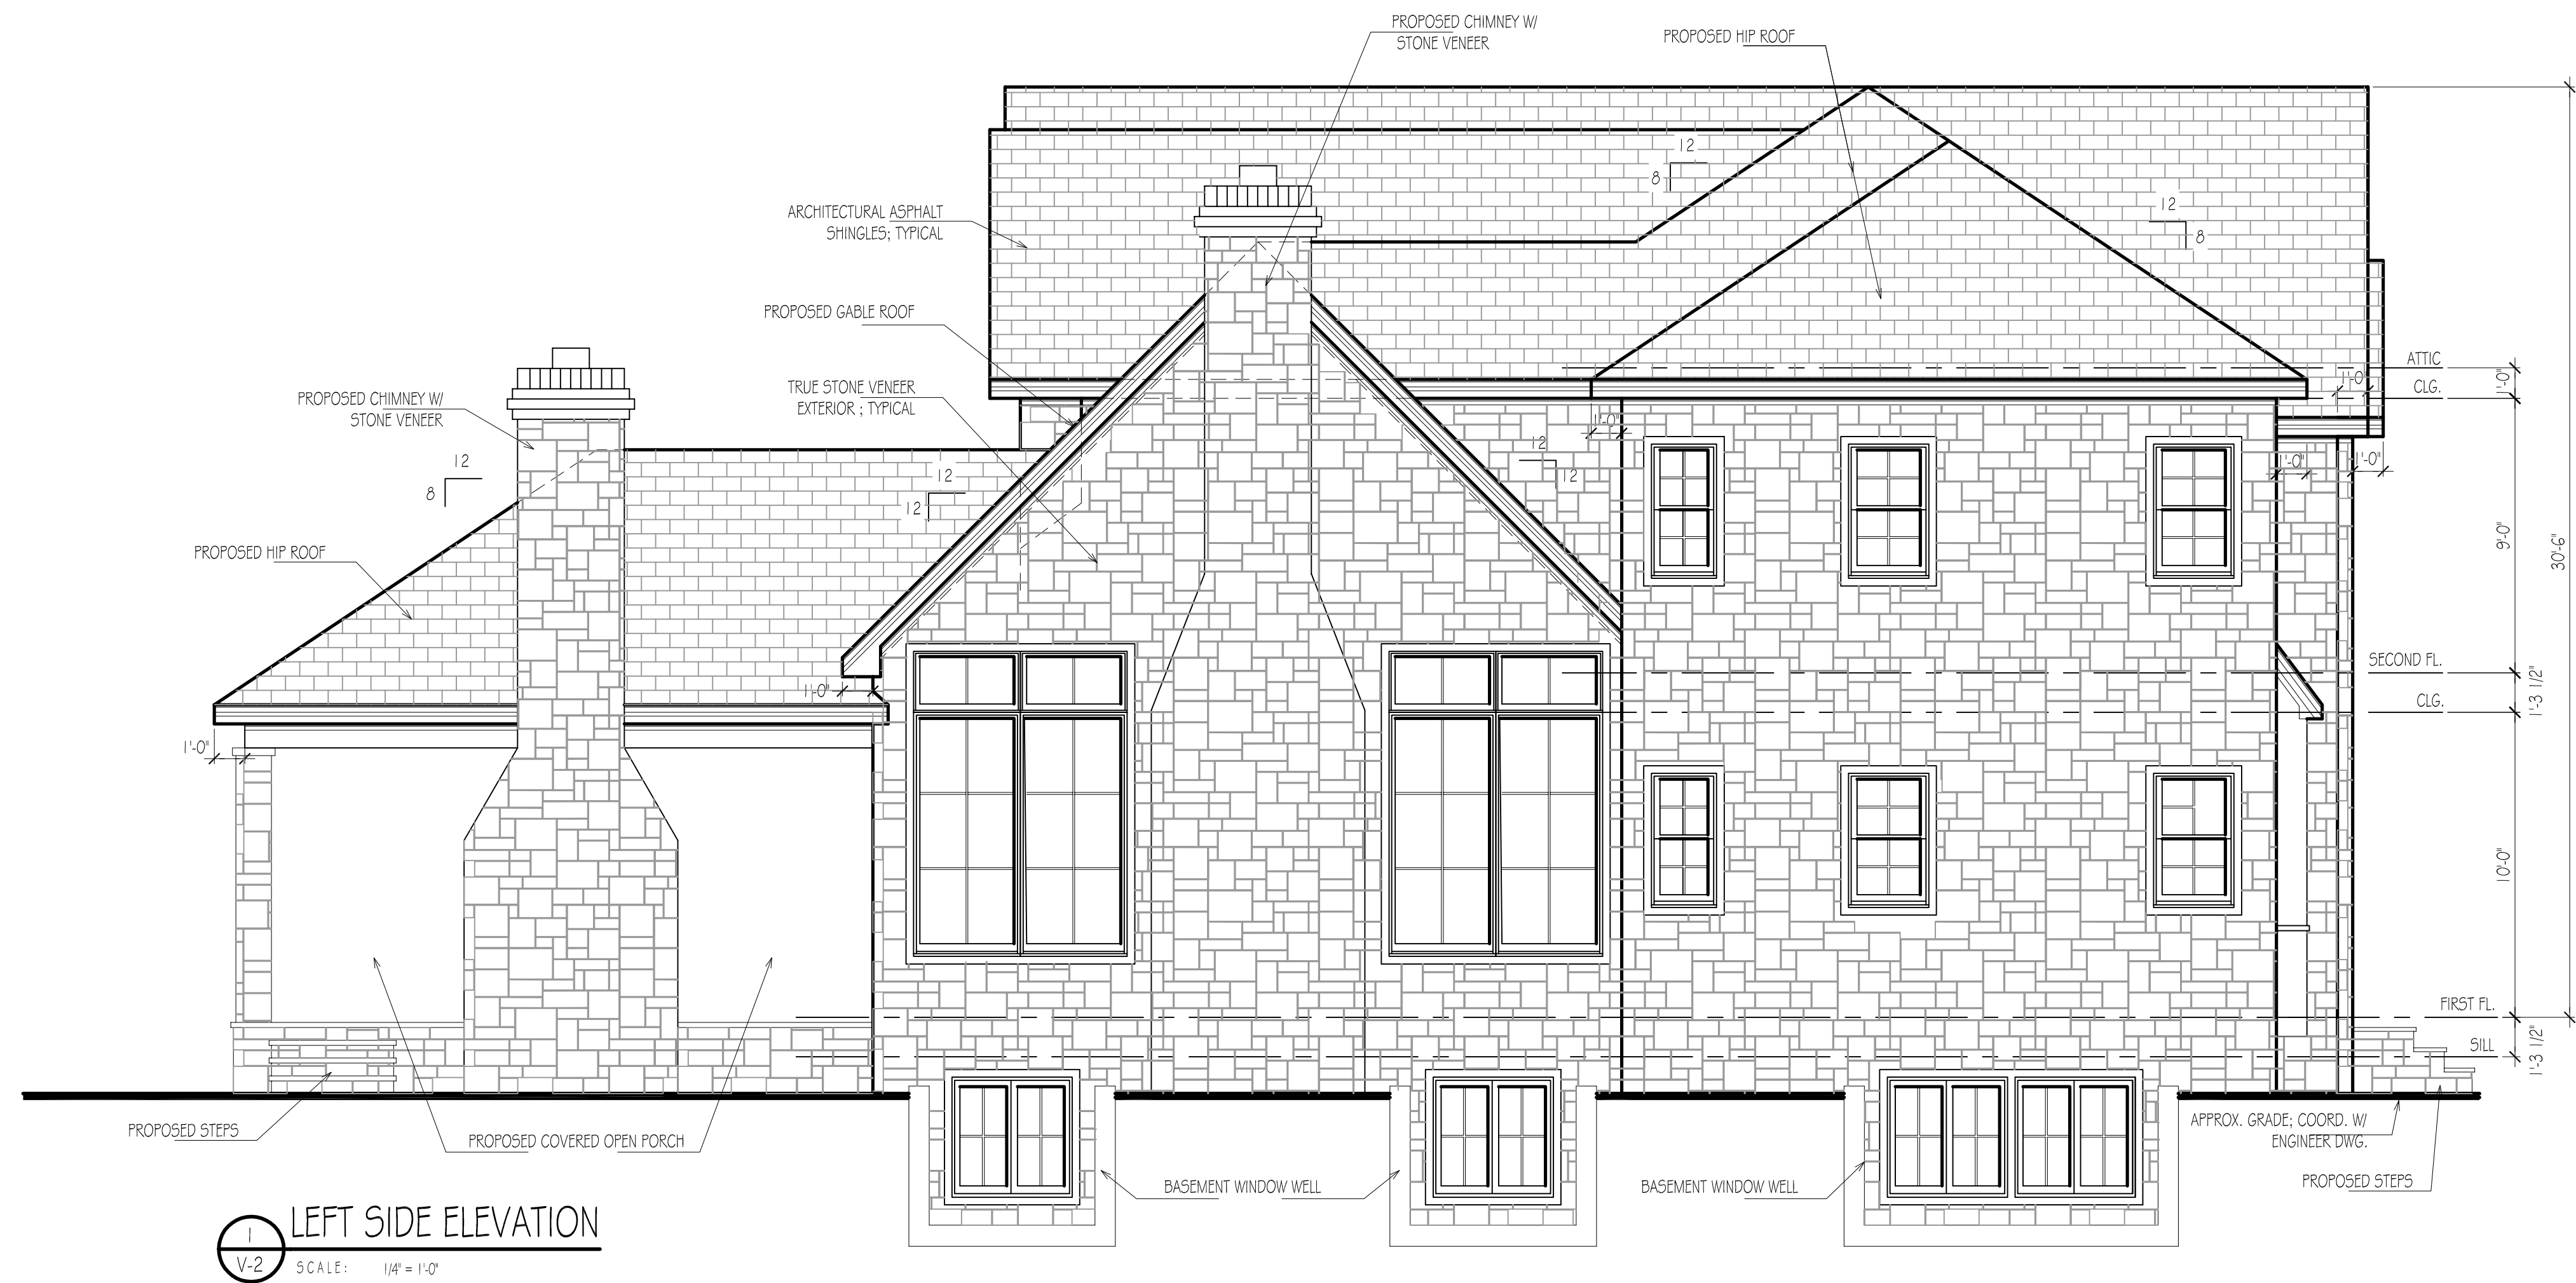 PROPOSED CHIMNEY W/
STONE VENEER
PROPOSED HIP ROOF
12
8
ARCHITECTURAL ASPHALT
SHINGLES; TYPICAL
12
8
PROPOSED GABLE ROOF
ATTIC
1'-0"
CLG.
1'-0"
TRUE STONE VENEER
EXTERIOR ; TYPICAL
PROPOSED CHIMNEY W/
STONE VENEER
1'-0"
12
12
1'-0"
1'-0"
12
8
12
12
9'-0"
30'-6"
PROPOSED HIP ROOF
SECOND FL.
1'-3 1/2"
CLG.
1'-0"
1'-0"
10'-0"
FIRST FL.
SILL
1'-3 1/2"
PROPOSED STEPS
PROPOSED COVERED OPEN PORCH
APPROX. GRADE; COORD. W/
ENGINEER DWG.
BASEMENT WINDOW WELL
BASEMENT WINDOW WELL
PROPOSED STEPS
1
V-2
LEFT SIDE ELEVATION
SCALE: 1/4" = 1'-0"